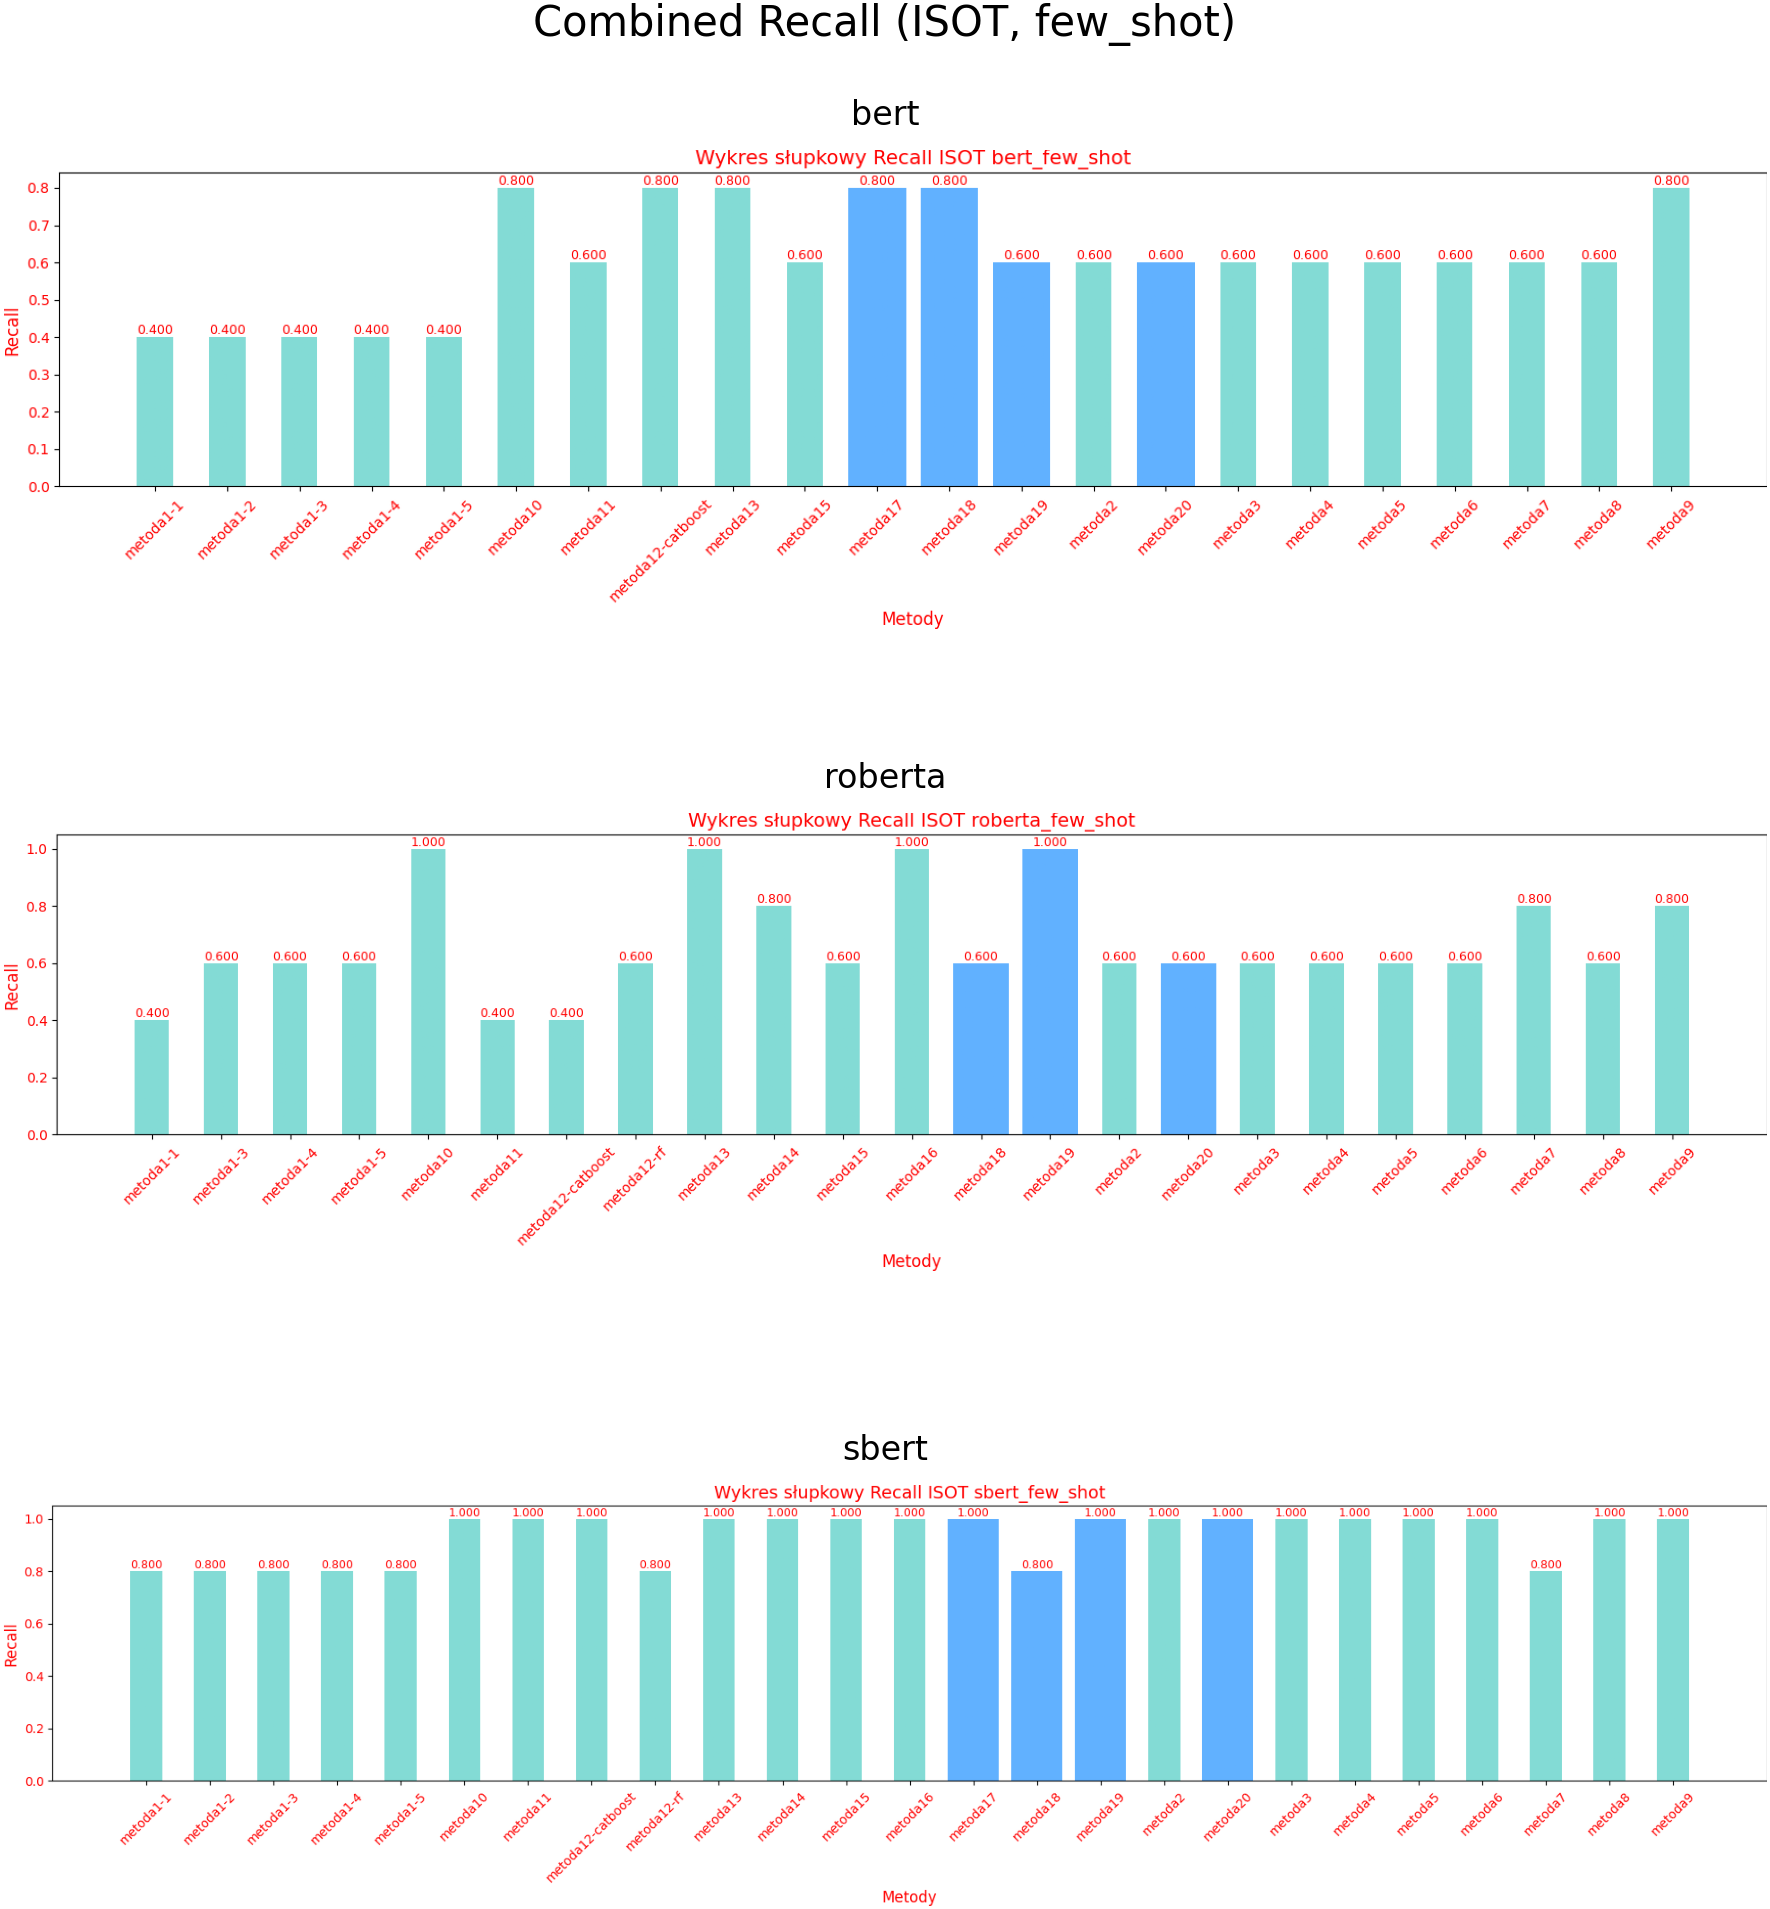 Combined Recall (ISOT, few_shot)
bert
Wykres słupkowy Recall ISOT bert_few_shot
0.800 0.800 0.800 0.800 0.800 0.800
0.600 0.600 0.600 0.600 0.600 0.600 0.600 0.600 0.600 0.600 0.600
0.400 0.400 0.400 0.400 0.400
0.8
0.7
0.6
0.5
0.4
0.3
0.2
0.1
0.0
Recall
metoda1-1 metoda1-2 metoda1-3 metoda1-4 metoda1-5 metoda10 metoda11 metoda12-catboost metoda13 metoda15 metoda17 metoda18 metoda19 metoda2 metoda20 metoda3 metoda4 metoda5 metoda6 metoda7 metoda8 metoda9
Metody
roberta
Wykres słupkowy Recall ISOT roberta_few_shot
1.000 1.000 1.000 1.000
0.800 0.800 0.800
0.600 0.600 0.600 0.600 0.600 0.600 0.600 0.600 0.600 0.600 0.600 0.600 0.600
0.400 0.400 0.400
1.0
0.8
0.6
0.4
0.2
0.0
Recall
metoda1-1 metoda1-3 metoda1-4 metoda1-5 metoda10 metoda11 metoda12-catboost metoda12-rf metoda13 metoda14 metoda15 metoda16 metoda18 metoda19 metoda2 metoda20 metoda3 metoda4 metoda5 metoda6 metoda7 metoda8 metoda9
Metody
sbert
Wykres słupkowy Recall ISOT sbert_few_shot
1.000 1.000 1.000 1.000 1.000 1.000 1.000 1.000 1.000 1.000 1.000 1.000 1.000 1.000 1.000 1.000 1.000
0.800 0.800 0.800 0.800 0.800 0.800 0.800 0.800
1.0
0.8
0.6
0.4
0.2
0.0
Recall
metoda1-1 metoda1-2 metoda1-3 metoda1-4 metoda1-5 metoda10 metoda11 metoda12-catboost metoda12-rf metoda13 metoda14 metoda15 metoda16 metoda17 metoda18 metoda19 metoda2 metoda20 metoda3 metoda4 metoda5 metoda6 metoda7 metoda8 metoda9
Metody